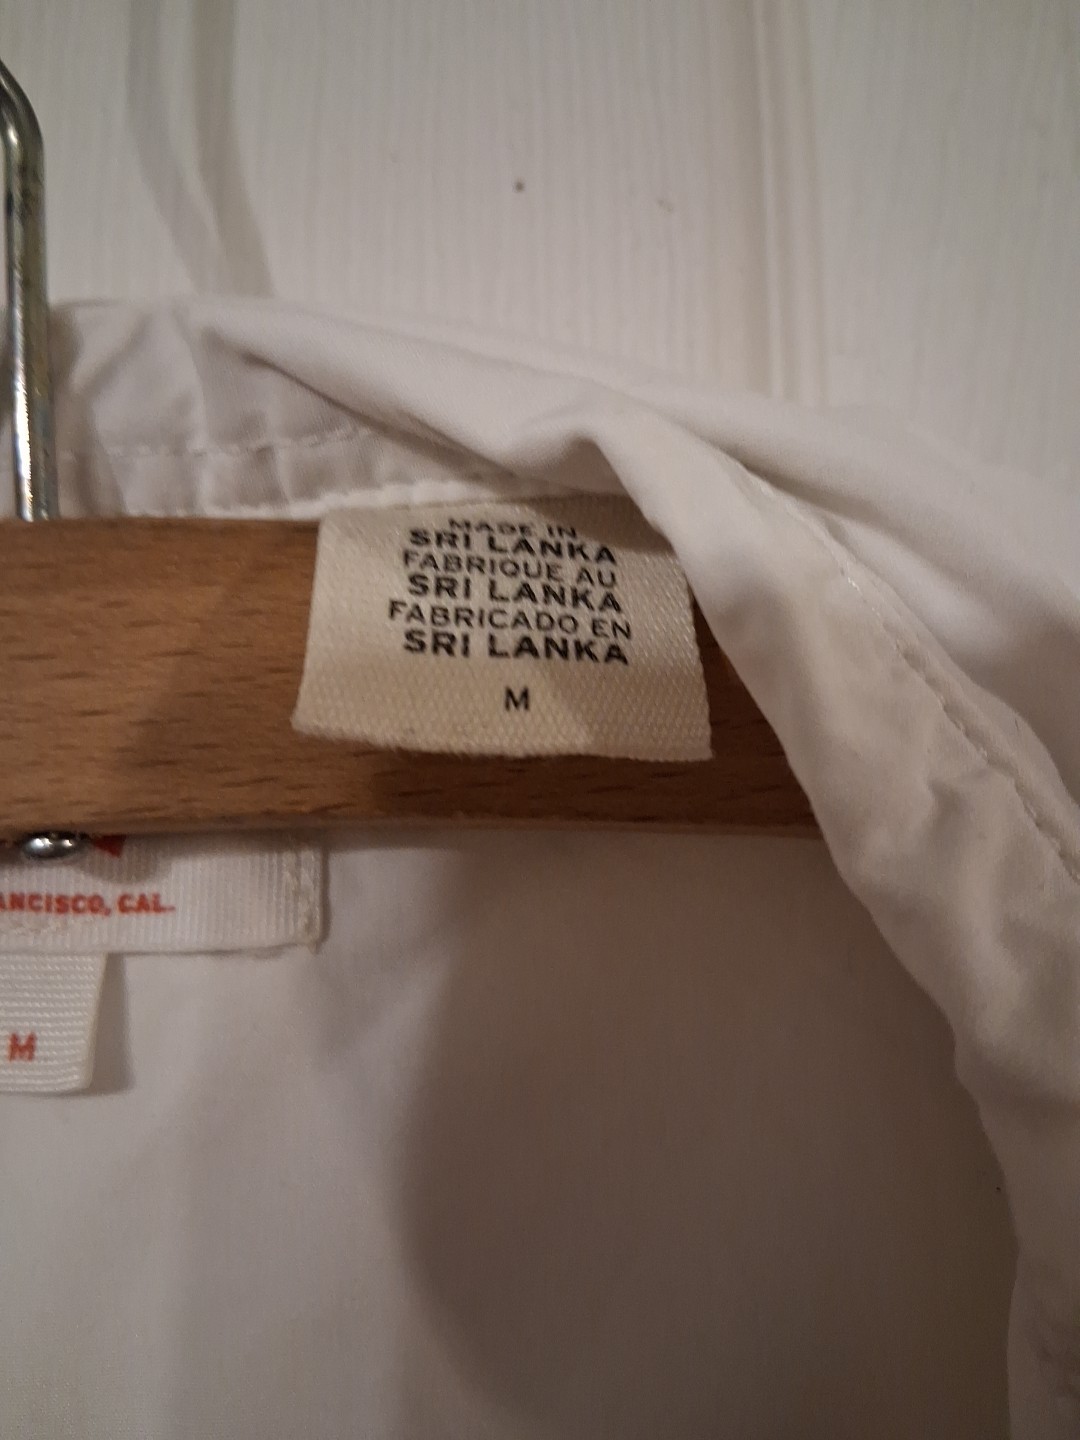 MADE IN
SRI LANKA
FABRIQUE AU
SRI LANKA
FABRICADO EN
SRI LANKA
M
ANCISCO, CAL.
M